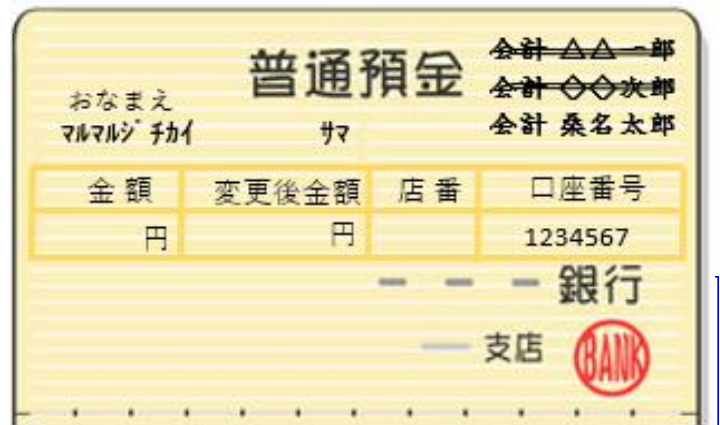 普通預金
会計 △△一郎
会計 ◇◇次郎
会計 桑名太郎
おなまえ
マルマルジチカイ サマ
金額 変更後金額 店番 口座番号
円 円 1234567
銀行
支店 BANK